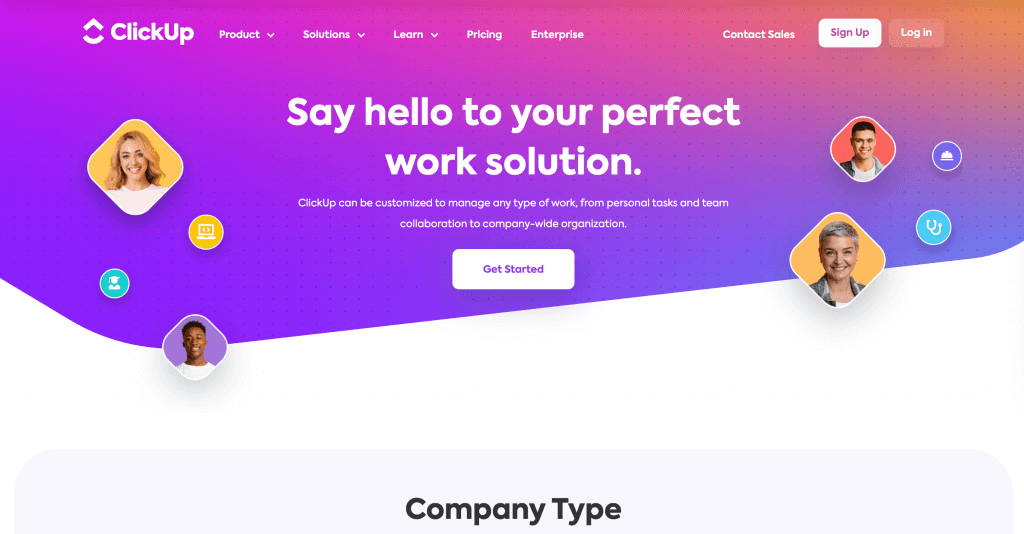 ClickUp
Product
Solutions
Learn
Pricing
Enterprise
Contact Sales
Sign Up
Log in
Say hello to your perfect
work solution.
ClickUp can be customized to manage any type of work, from personal tasks and team
collaboration to company-wide organization.
Get Started
Company Type